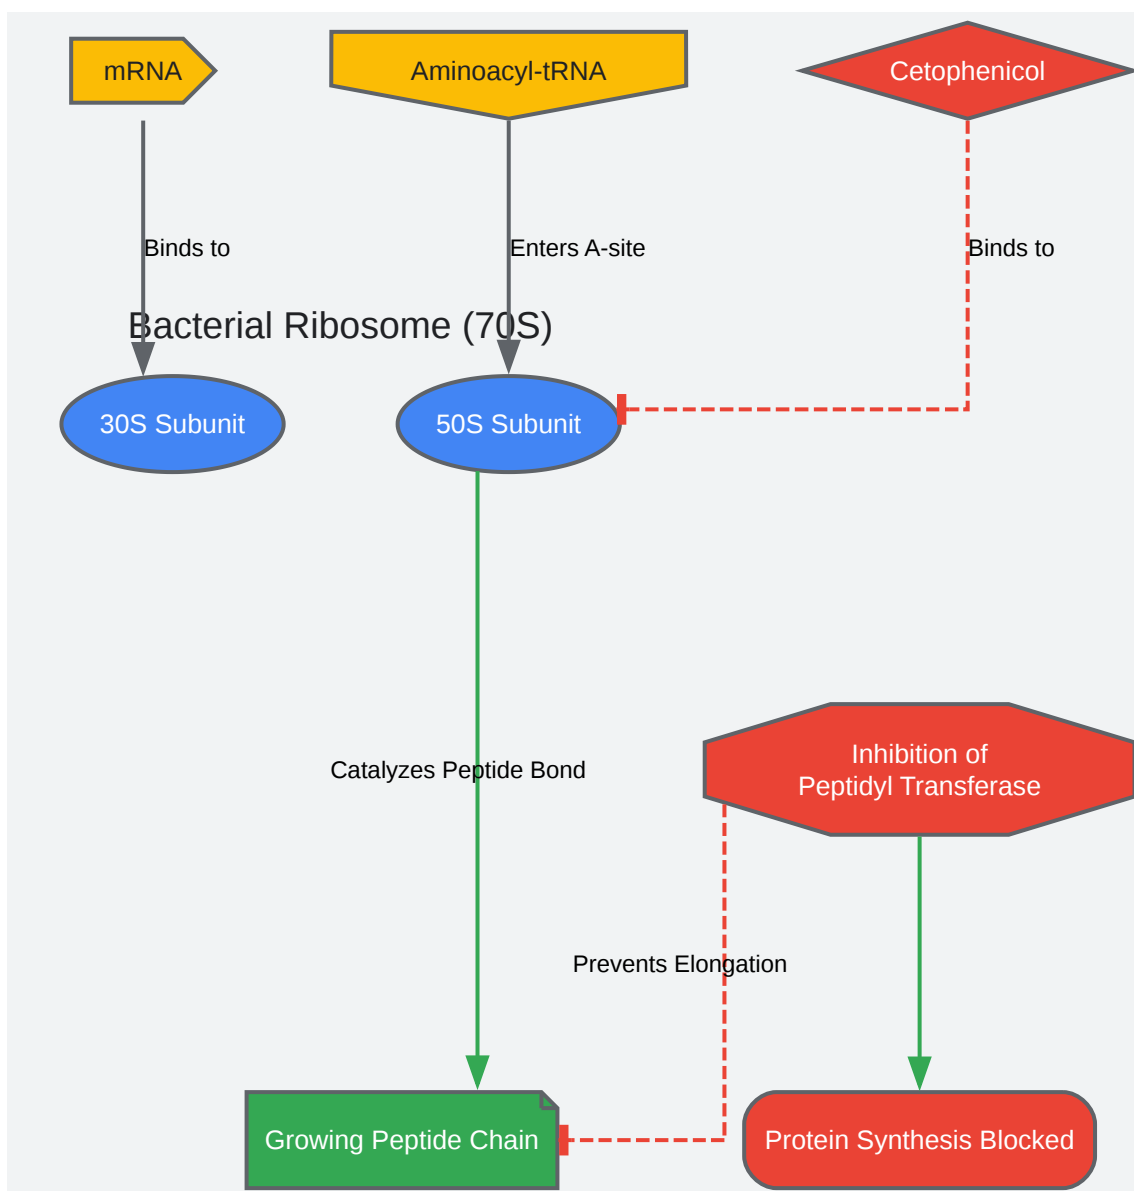 mRNA
Aminoacyl-tRNA
Cetophenicol
Binds to
Enters A-site
Binds to
Bacterial Ribosome (70S)
30S Subunit
50S Subunit
Inhibition of
Peptidyl Transferase
Catalyzes Peptide Bond
Prevents Elongation
Growing Peptide Chain
Protein Synthesis Blocked